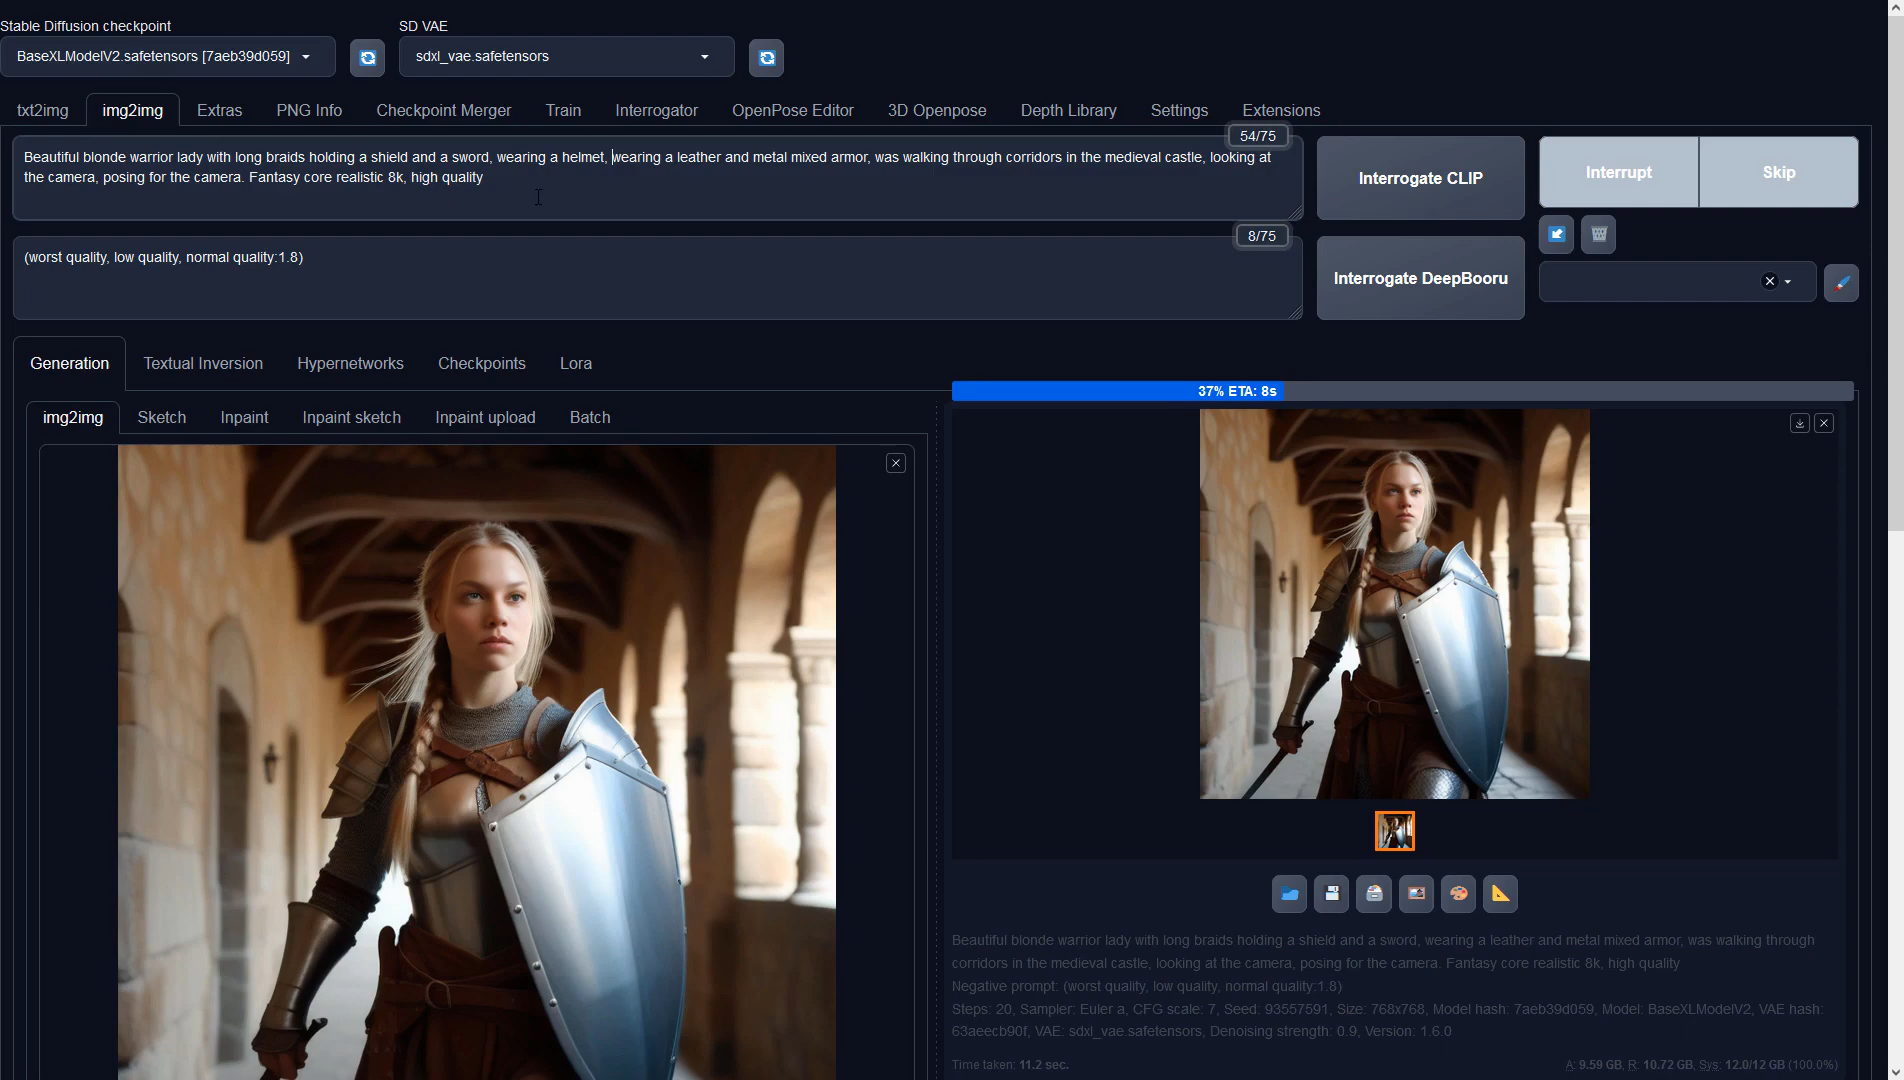 Stable Diffusion checkpoint
SD VAE
BaseXLModelV2.safetensors [7aeb39d059]
sdxl_vae.safetensors
txt2img
img2img
Extras
PNG Info
Checkpoint Merger
Train
Interrogator
OpenPose Editor
3D Openpose
Depth Library
Settings
Extensions
54/75
Beautiful blonde warrior lady with long braids holding a shield and a sword, wearing a helmet, wearing a leather and metal mixed armor, was walking through corridors in the medieval castle, looking at
the camera, posing for the camera. Fantasy core realistic 8k, high quality
Interrogate CLIP
Interrupt
Skip
8/75
(worst quality, low quality, normal quality:1.8)
Interrogate DeepBooru
Generation
Textual Inversion
Hypernetworks
Checkpoints
Lora
37% ETA: 8s
img2img
Sketch
Inpaint
Inpaint sketch
Inpaint upload
Batch
Beautiful blonde warrior lady with long braids holding a shield and a sword, wearing a leather and metal mixed armor, was walking through
corridors in the medieval castle, looking at the camera, posing for the camera. Fantasy core realistic 8k, high quality
Negative prompt: (worst quality, low quality, normal quality:1.8)
Steps: 20, Sampler: Euler a, CFG scale: 7, Seed: 93557591, Size: 768x768, Model hash: 7aeb39d059, Model: BaseXLModelV2, VAE hash:
63aeecb90f, VAE: sdxl_vae.safetensors, Denoising strength: 0.9, Version: 1.6.0
Time taken: 11.2 sec.
A: 9.59 GB, R: 10.72 GB, Sys: 12.0/12 GB (100.0%)